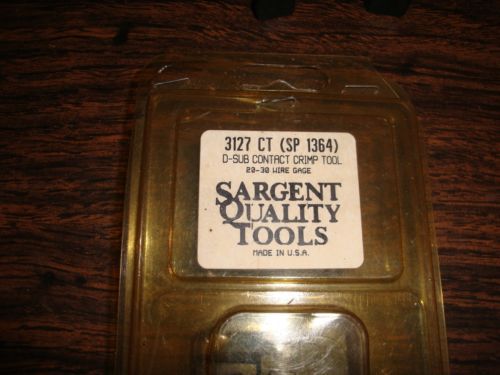 3127 CT (SP 1364)
D-SUB CONTACT CRIMP TOOL
20-30 WIRE GAGE
SARGENT
QUALITY
TOOLS
MADE IN U.S.A.